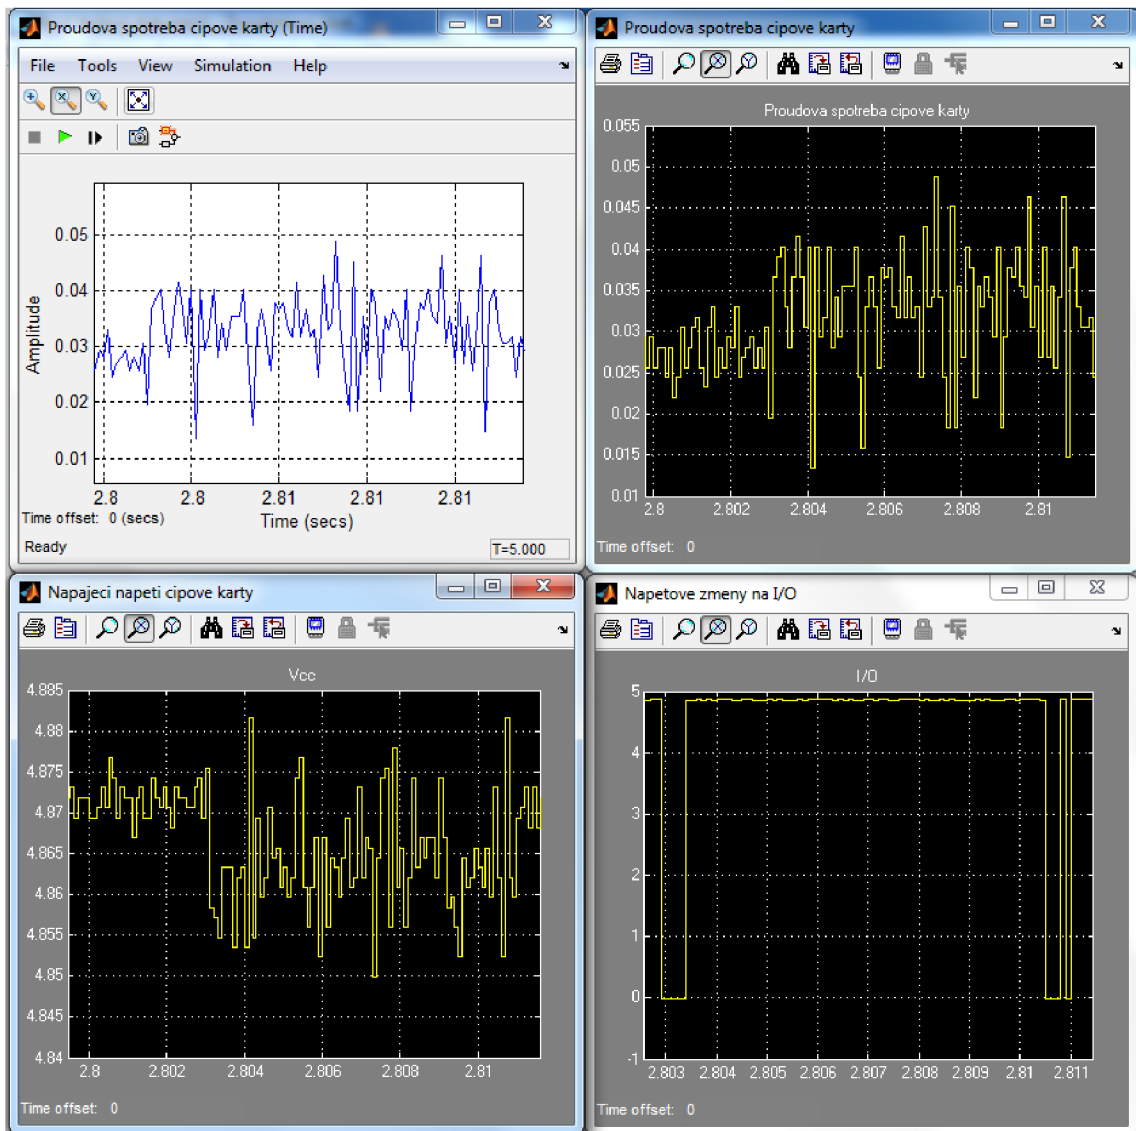 Proudova spotreba cipove karty (Time)
File Tools View Simulation Help
Amplitude
0.05
0.04
0.03
0.02
0.01
2.8 2.8 2.81 2.81 2.81
Time offset: 0 (secs)
Time (secs)
Ready
T=5.000
Proudova spotreba cipove karty
Proudova spotreba cipove karty
0.055
0.05
0.045
0.04
0.035
0.03
0.025
0.02
0.015
0.01
2.8 2.802 2.804 2.806 2.808 2.81
Time offset: 0
Napajeci napeti cipove karty
Vcc
4.885
4.88
4.875
4.87
4.865
4.86
4.855
4.85
4.845
4.84
2.8 2.802 2.804 2.806 2.808 2.81
Time offset: 0
Napetove zmeny na I/O
I/O
5
4
3
2
1
0
-1
2.803 2.804 2.805 2.806 2.807 2.808 2.809 2.81 2.811
Time offset: 0